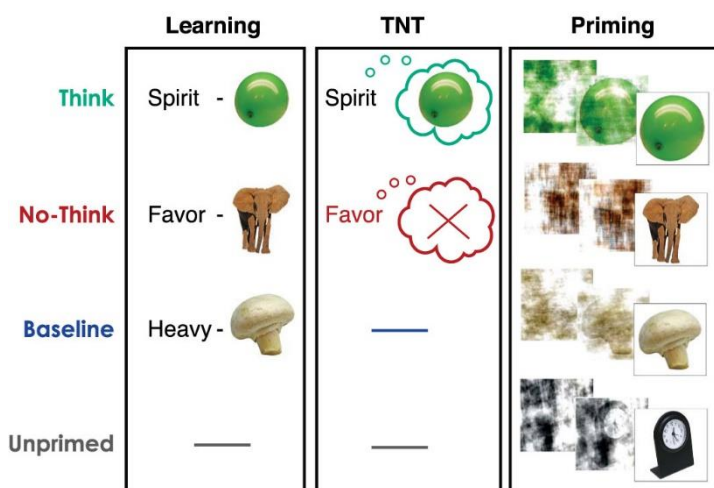 Learning TNT Priming
Think Spirit - Spirit
No-Think Favor - Favor
Baseline Heavy -
Unprimed